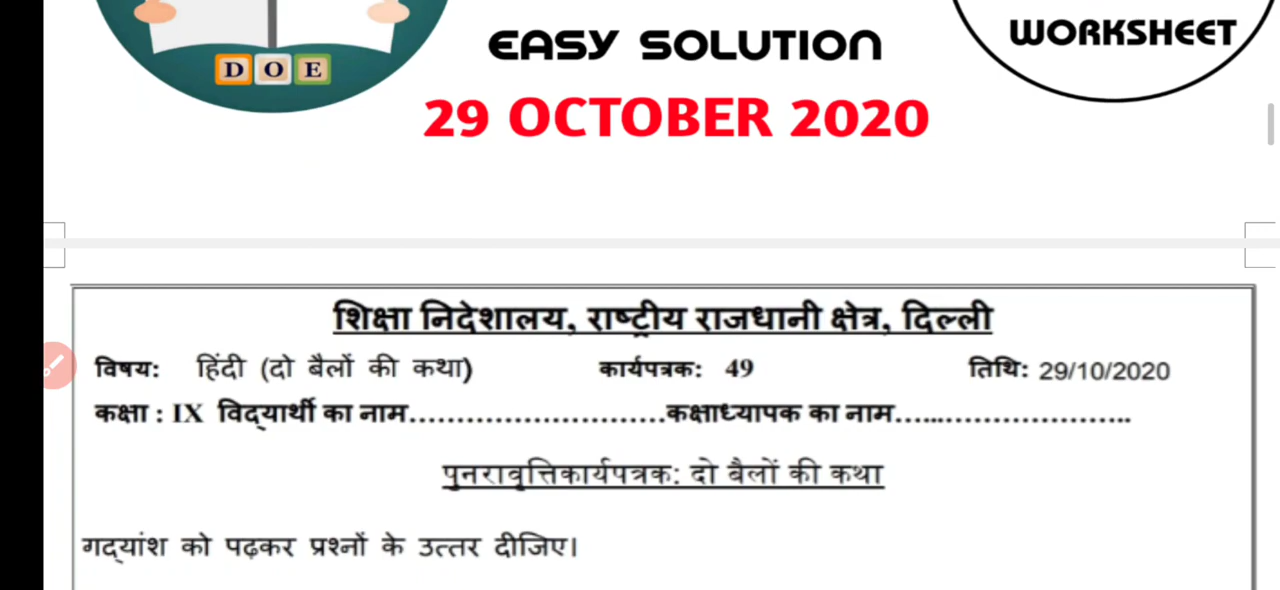 WORKSHEET
EASY SOLUTION
D O E
29 OCTOBER 2020
शिक्षा निदेशालय, राष्ट्रीय राजधानी क्षेत्र, दिल्ली
विषय: हिंदी (दो बैलों की कथा) कार्यपत्रक: 49 तिथि: 29/10/2020
कक्षा : IX विद्यार्थी का नाम...........................कक्षाध्यापक का नाम.........................
पुनरावृत्तिकार्यपत्रक: दो बैलों की कथा
गद्यांश को पढ़कर प्रश्नों के उत्तर दीजिए।